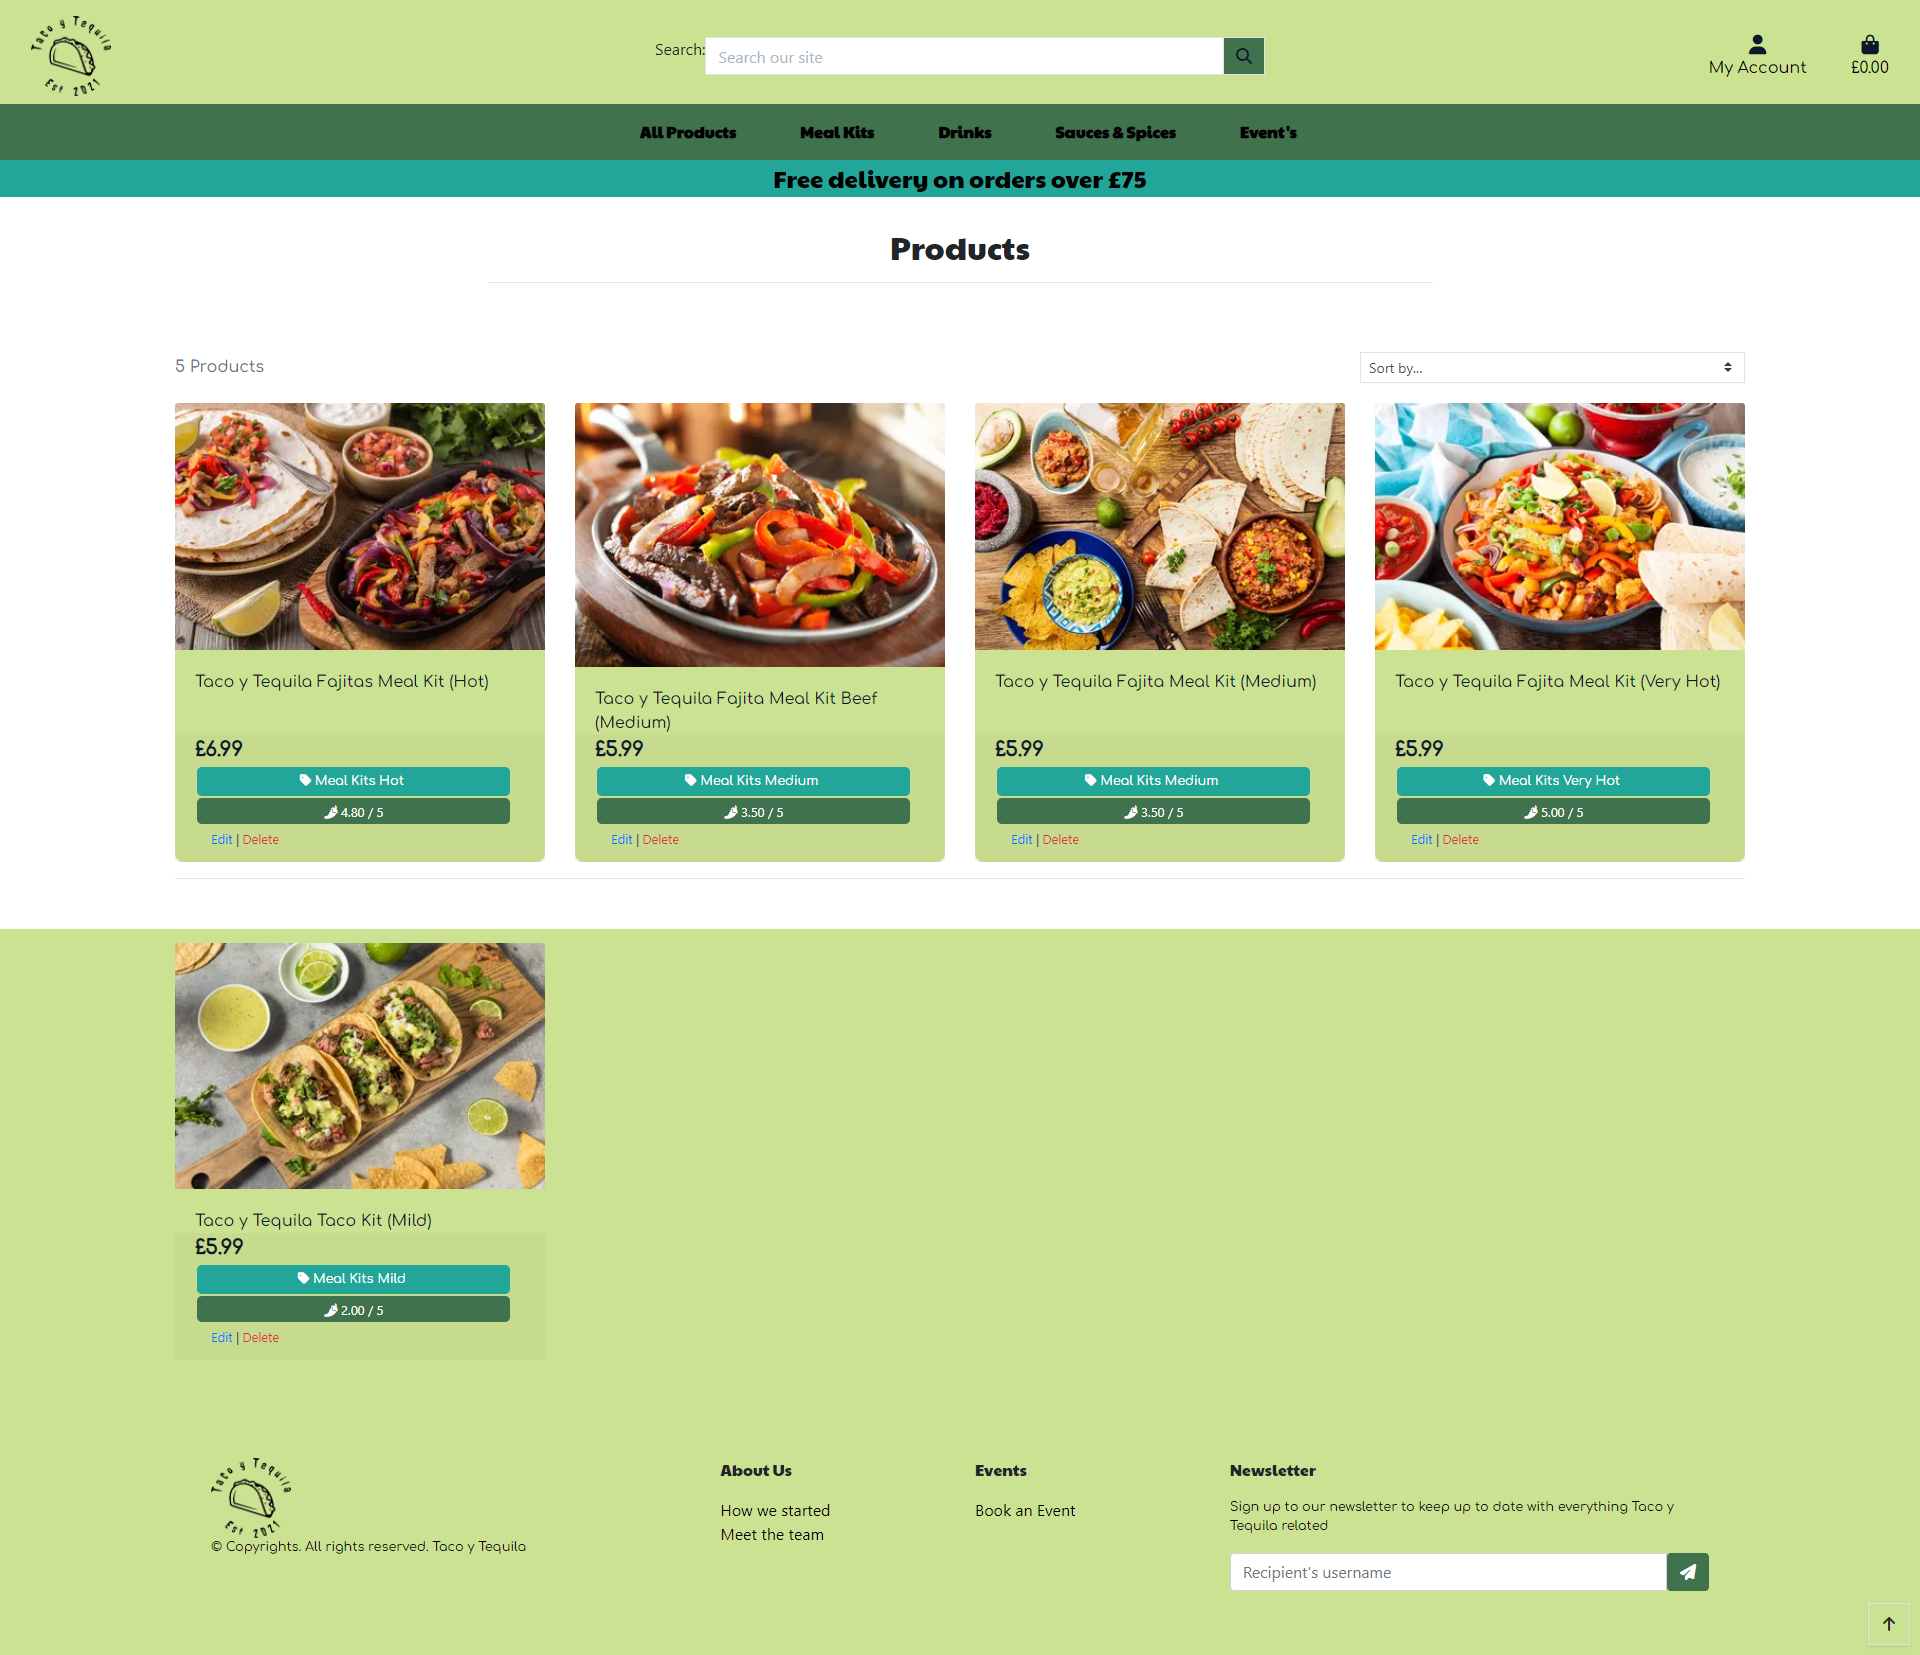 Taco y Tequila
Est 2021
Search:
Search our site
My Account
£0.00
All Products
Meal Kits
Drinks
Sauces & Spices
Event's
Free delivery on orders over £75
Products
5 Products
Sort by...
Taco y Tequila Fajitas Meal Kit (Hot)
£6.99
Meal Kits Hot
4.80 / 5
Edit | Delete
Taco y Tequila Fajita Meal Kit Beef
(Medium)
£5.99
Meal Kits Medium
3.50 / 5
Edit | Delete
Taco y Tequila Fajita Meal Kit (Medium)
£5.99
Meal Kits Medium
3.50 / 5
Edit | Delete
Taco y Tequila Fajita Meal Kit (Very Hot)
£5.99
Meal Kits Very Hot
5.00 / 5
Edit | Delete
Taco y Tequila Taco Kit (Mild)
£5.99
Meal Kits Mild
2.00 / 5
Edit | Delete
Taco y Tequila
Est 2021
© Copyrights. All rights reserved. Taco y Tequila
About Us
How we started
Meet the team
Events
Book an Event
Newsletter
Sign up to our newsletter to keep up to date with everything Taco y
Tequila related
Recipient's username